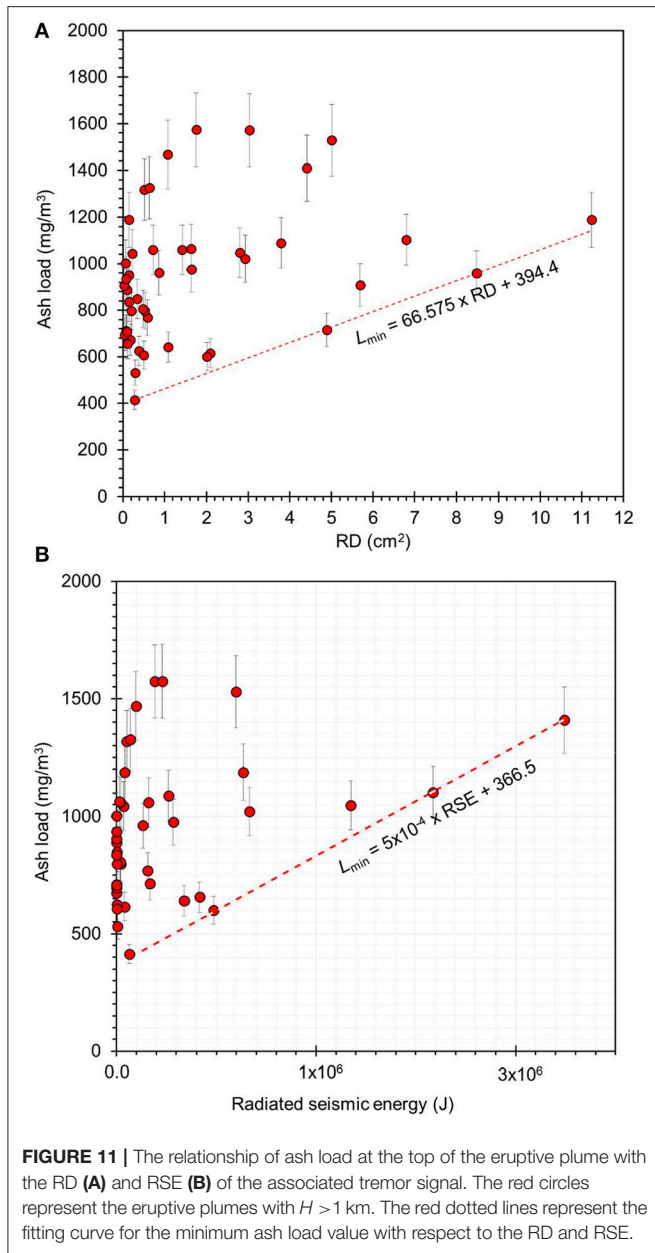 A
2000
1800
1600
1400
1200
1000
800
600
400
200
0
Ash load (mg/m³)
L_min = 66.575 x RD + 394.4
0 1 2 3 4 5 6 7 8 9 10 11 12
RD (cm²)
B
2000
1500
1000
500
0
Ash load (mg/m³)
L_min = 5x10⁻⁴ x RSE + 366.5
0.0 1x10⁶ 3x10⁶
Radiated seismic energy (J)
FIGURE 11 | The relationship of ash load at the top of the eruptive plume with
the RD (A) and RSE (B) of the associated tremor signal. The red circles
represent the eruptive plumes with H >1 km. The red dotted lines represent the
fitting curve for the minimum ash load value with respect to the RD and RSE.